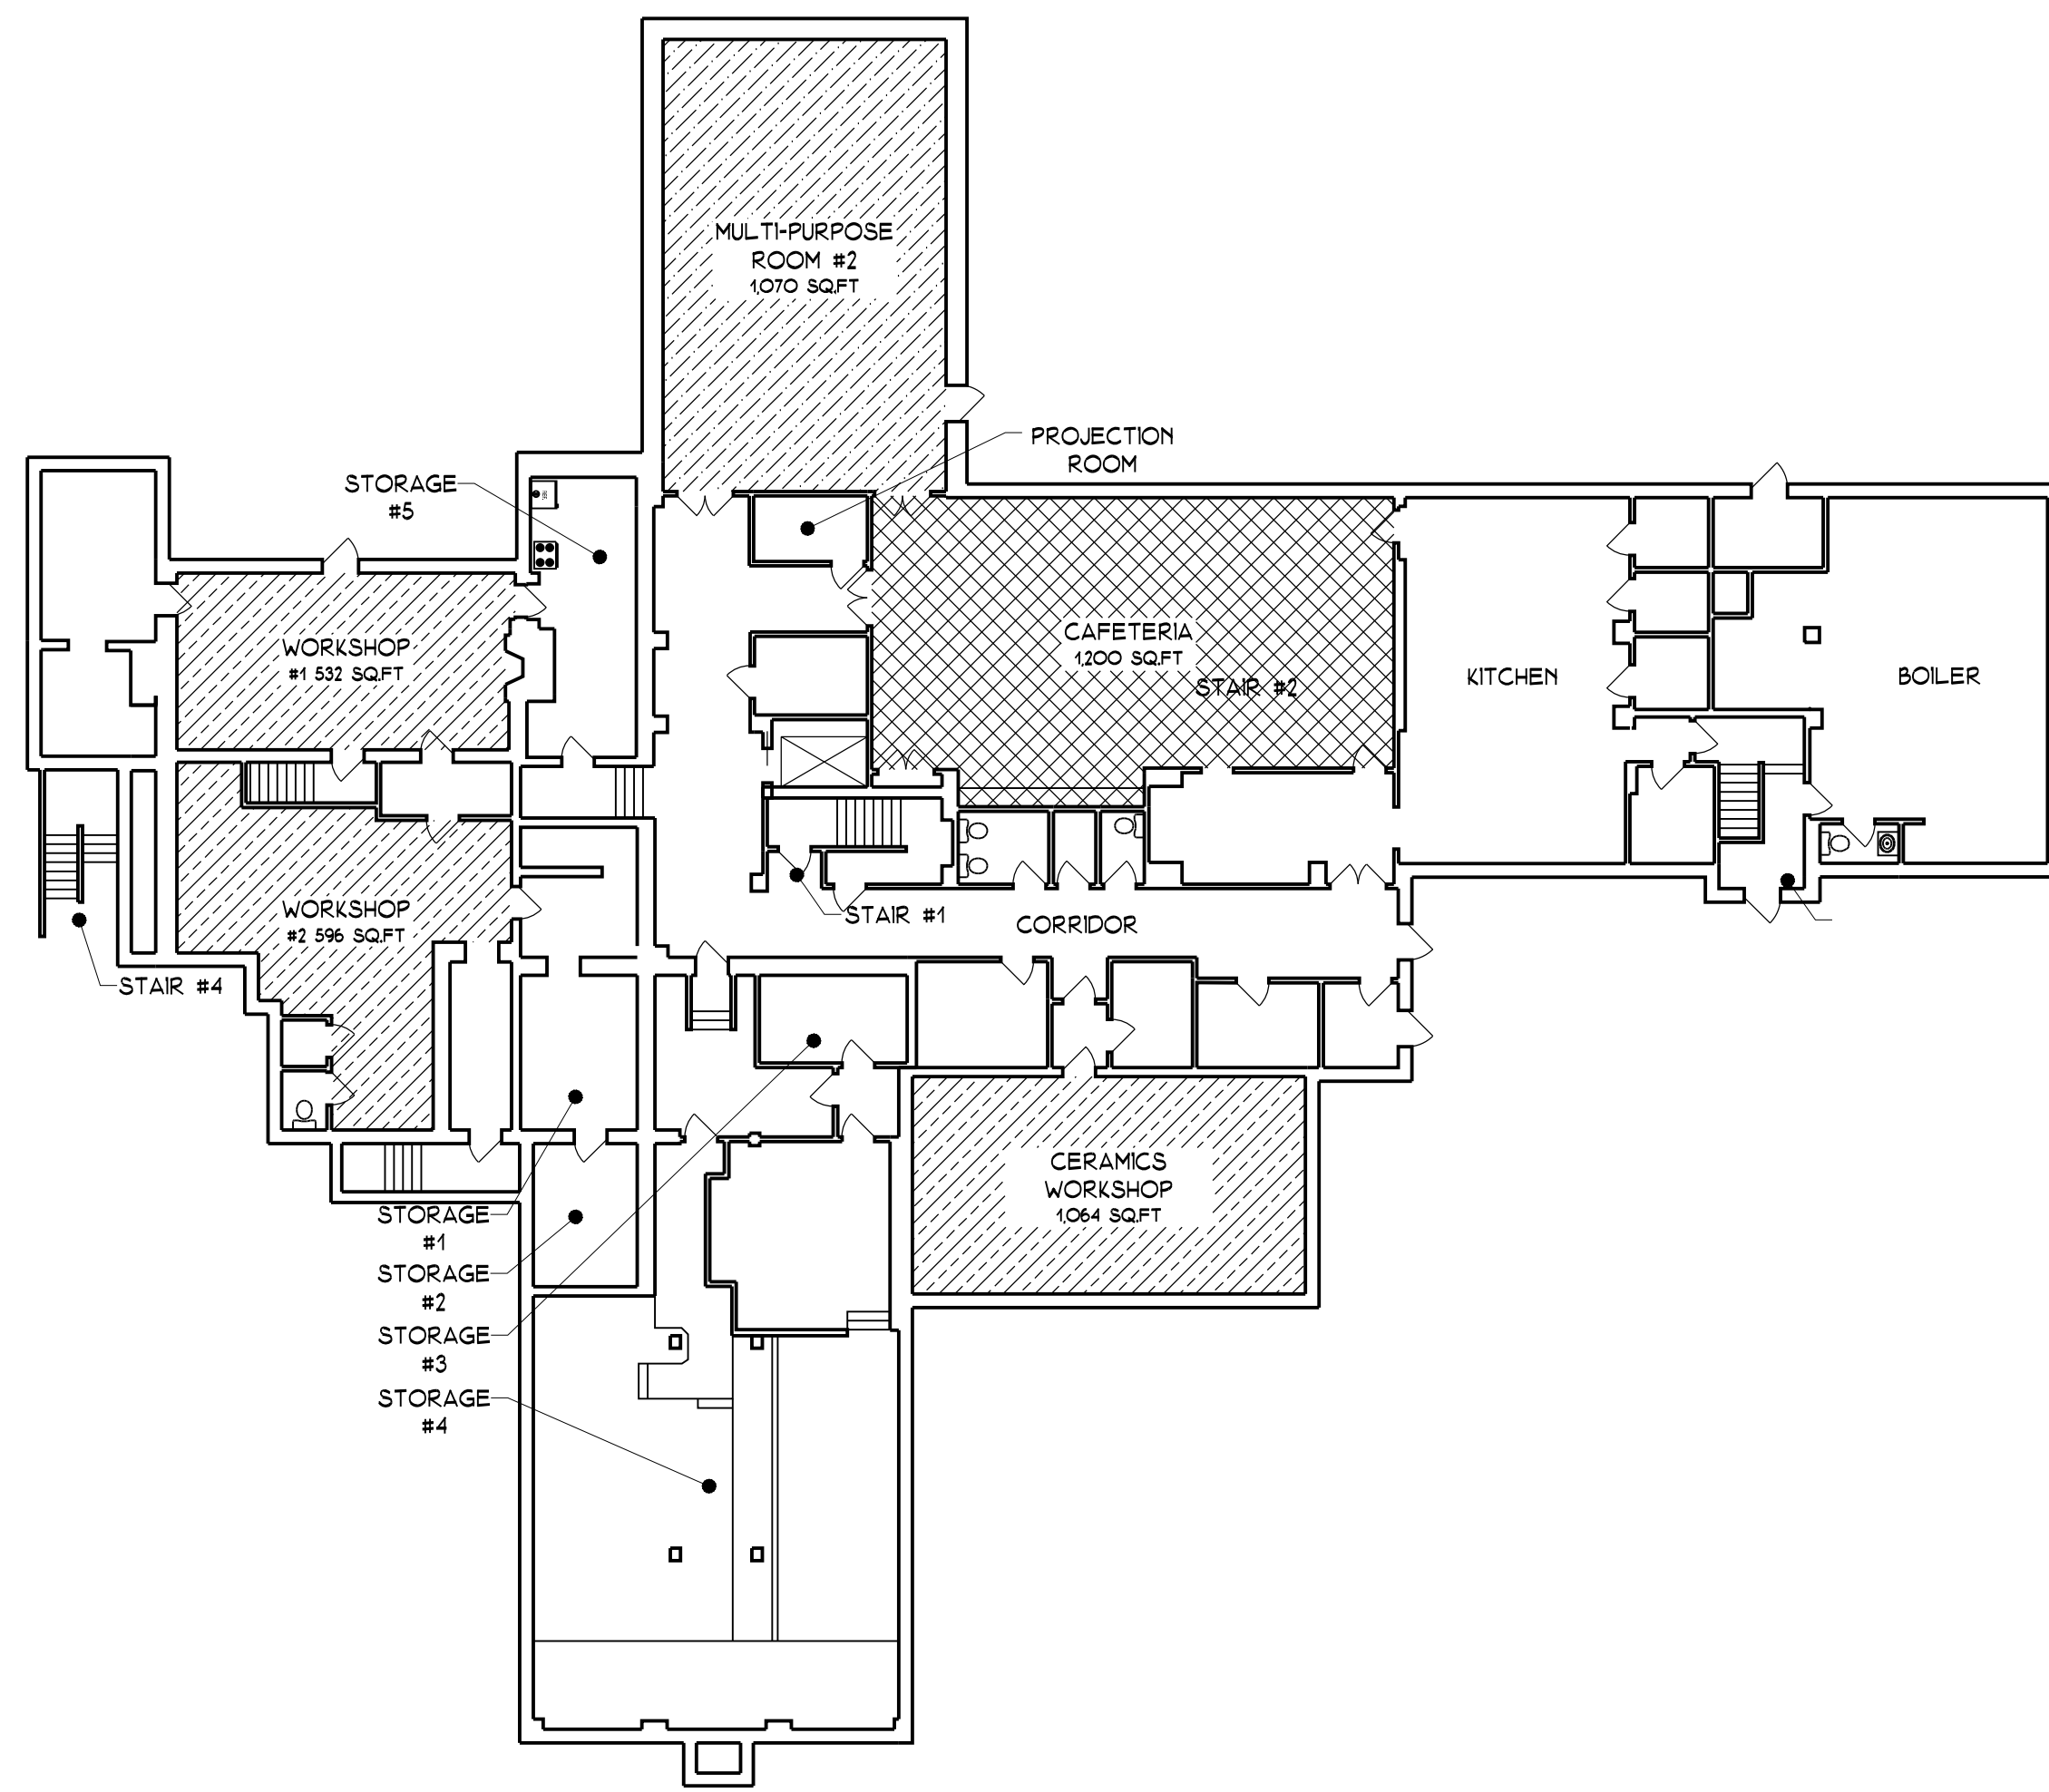 MULTI-PURPOSE
ROOM #2
1,070 SQ.FT
PROJECTION
ROOM
STORAGE
#5
WORKSHOP
#1 532 SQ.FT
CAFETERIA
1,200 SQ.FT
STAIR #2
KITCHEN
BOILER
WORKSHOP
#2 596 SQ.FT
STAIR #1
CORRIDOR
STAIR #4
CERAMICS
WORKSHOP
1,064 SQ.FT
STORAGE
#1
STORAGE
#2
STORAGE
#3
STORAGE
#4